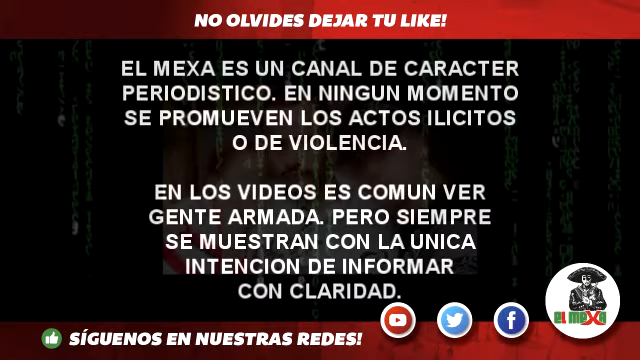 NO OLVIDES DEJAR TU LIKE!
EL MEXA ES UN CANAL DE CARACTER
PERIODISTICO. EN NINGUN MOMENTO
SE PROMUEVEN LOS ACTOS ILICITOS
O DE VIOLENCIA.
EN LOS VIDEOS ES COMUN VER
GENTE ARMADA. PERO SIEMPRE
SE MUESTRAN CON LA UNICA
INTENCION DE INFORMAR
CON CLARIDAD.
EL MEXA
SÍGUENOS EN NUESTRAS REDES!